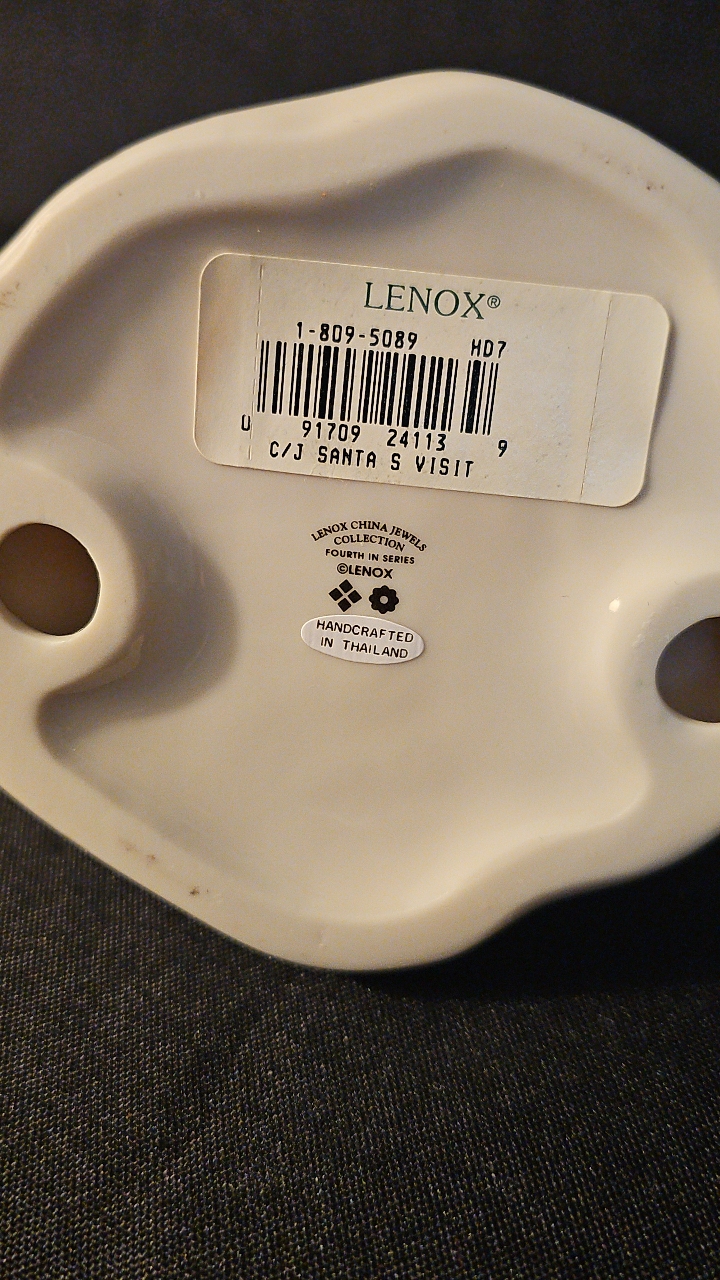 LENOX®
1-809-5089 HD7
0 91709 24113 9
C/J SANTA S VISIT
LENOX CHINA JEWELS
COLLECTION
FOURTH IN SERIES
©LENOX
HANDCRAFTED
IN THAILAND